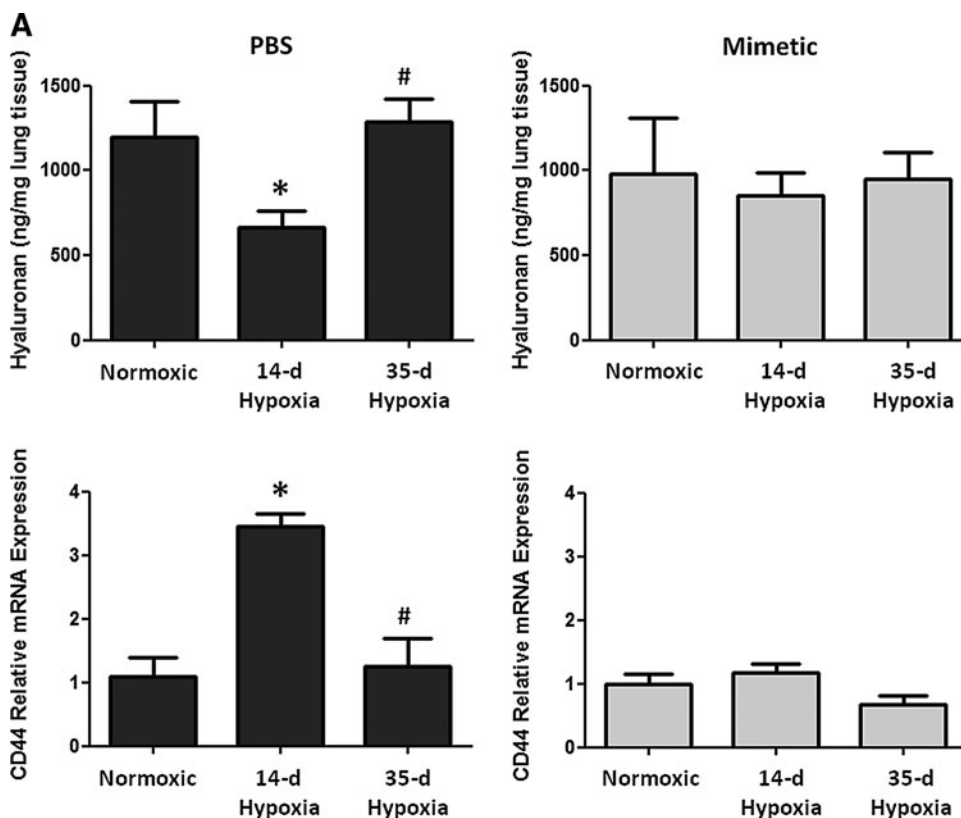 A
PBS
Hyaluronan (ng/mg lung tissue)
1500
1000
500
0
*
#
Normoxic
14-d
Hypoxia
35-d
Hypoxia
Mimetic
Hyaluronan (ng/mg lung tissue)
1500
1000
500
0
Normoxic
14-d
Hypoxia
35-d
Hypoxia
CD44 Relative mRNA Expression
4
3
2
1
0
*
#
Normoxic
14-d
Hypoxia
35-d
Hypoxia
CD44 Relative mRNA Expression
4
3
2
1
0
Normoxic
14-d
Hypoxia
35-d
Hypoxia